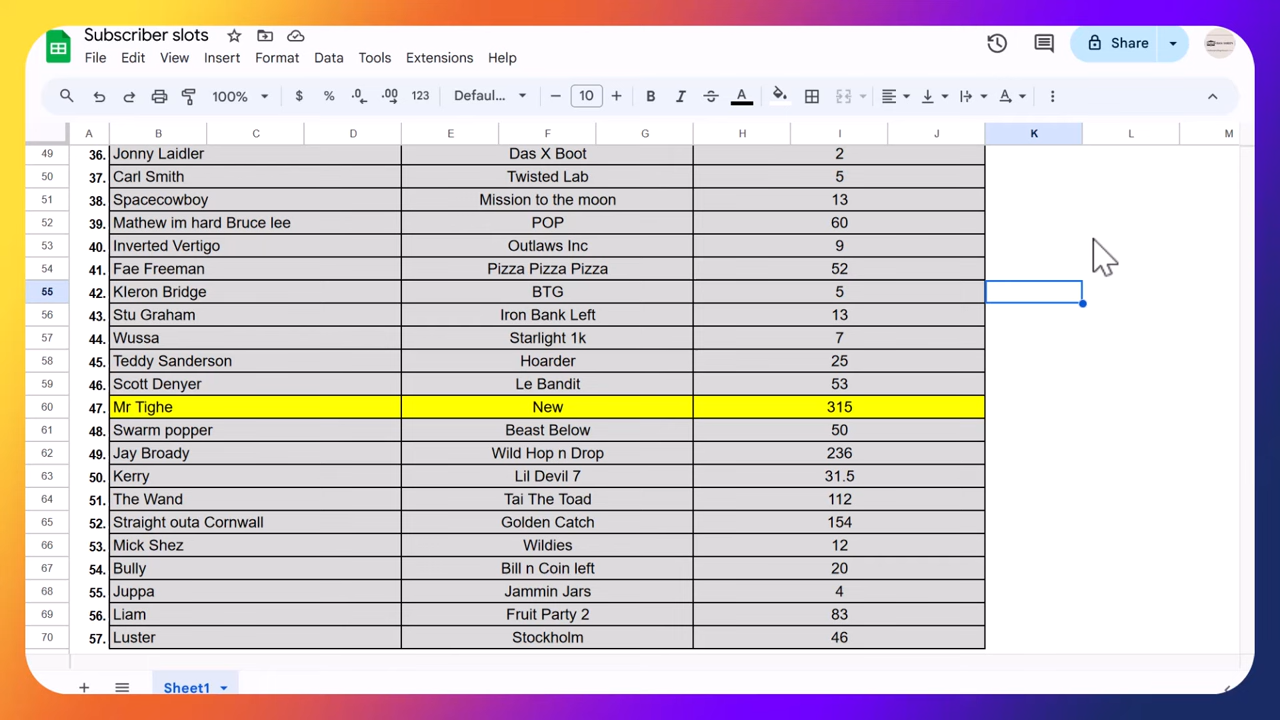 Subscriber slots
File Edit View Insert Format Data Tools Extensions Help
Share
100% $ % .0 .00 123 Defaul... 10 B I A
A B C D E F G H I J K L M
49 36. Jonny Laidler Das X Boot 2
50 37. Carl Smith Twisted Lab 5
51 38. Spacecowboy Mission to the moon 13
52 39. Mathew im hard Bruce lee POP 60
53 40. Inverted Vertigo Outlaws Inc 9
54 41. Fae Freeman Pizza Pizza Pizza 52
55 42. KIeron Bridge BTG 5
56 43. Stu Graham Iron Bank Left 13
57 44. Wussa Starlight 1k 7
58 45. Teddy Sanderson Hoarder 25
59 46. Scott Denyer Le Bandit 53
60 47. Mr Tighe New 315
61 48. Swarm popper Beast Below 50
62 49. Jay Broady Wild Hop n Drop 236
63 50. Kerry Lil Devil 7 31.5
64 51. The Wand Tai The Toad 112
65 52. Straight outa Cornwall Golden Catch 154
66 53. Mick Shez Wildies 12
67 54. Bully Bill n Coin left 20
68 55. Juppa Jammin Jars 4
69 56. Liam Fruit Party 2 83
70 57. Luster Stockholm 46
Sheet1